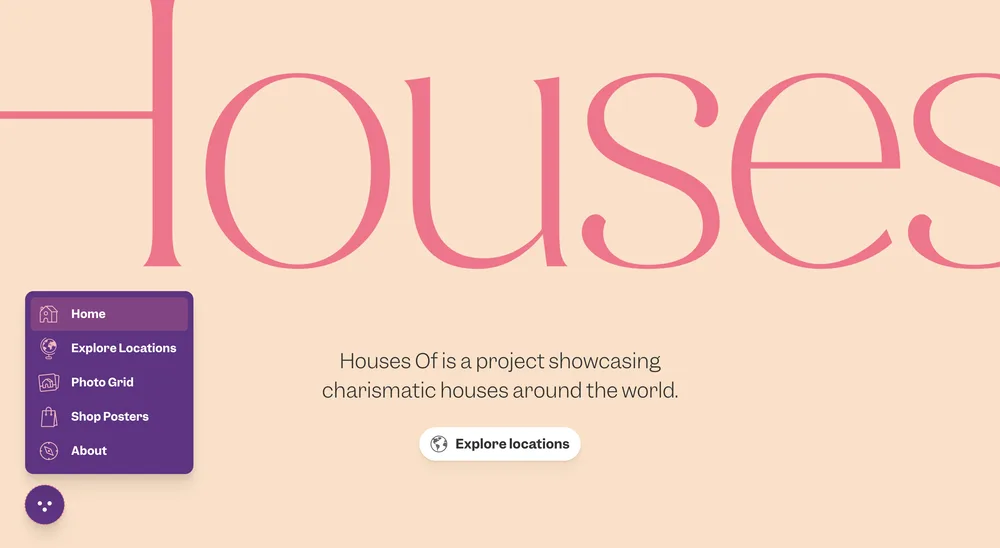 Houses
Home
Explore Locations
Photo Grid
Shop Posters
About
Houses Of is a project showcasing
charismatic houses around the world.
Explore locations